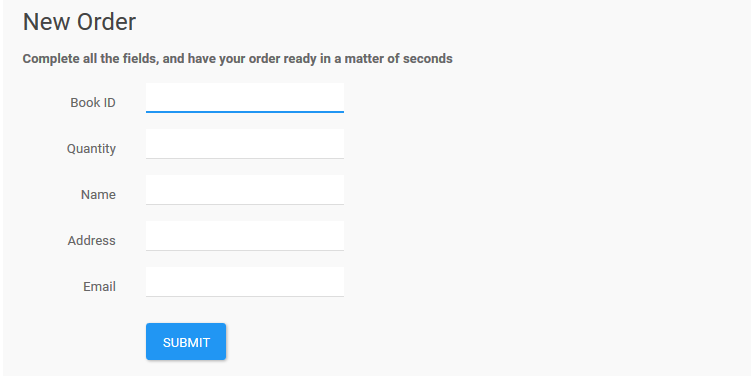 New Order
Complete all the fields, and have your order ready in a matter of seconds
Book ID
Quantity
Name
Address
Email
SUBMIT